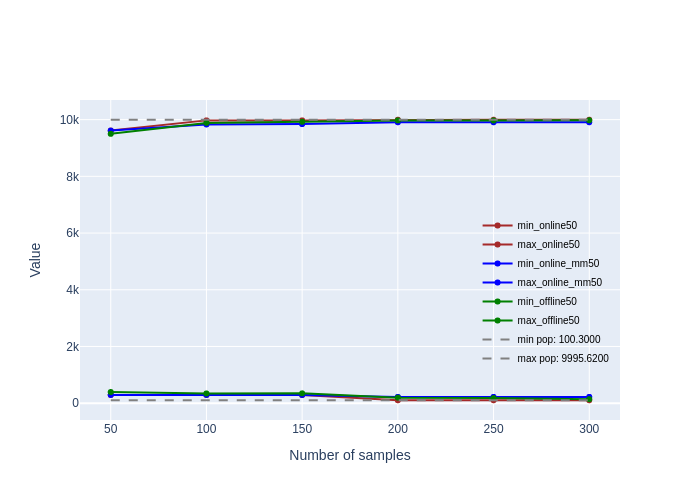 10k
8k
6k
4k
2k
0
Value
50
100
150
200
250
300
Number of samples
min_online50
max_online50
min_online_mm50
max_online_mm50
min_offline50
max_offline50
min pop: 100.3000
max pop: 9995.6200